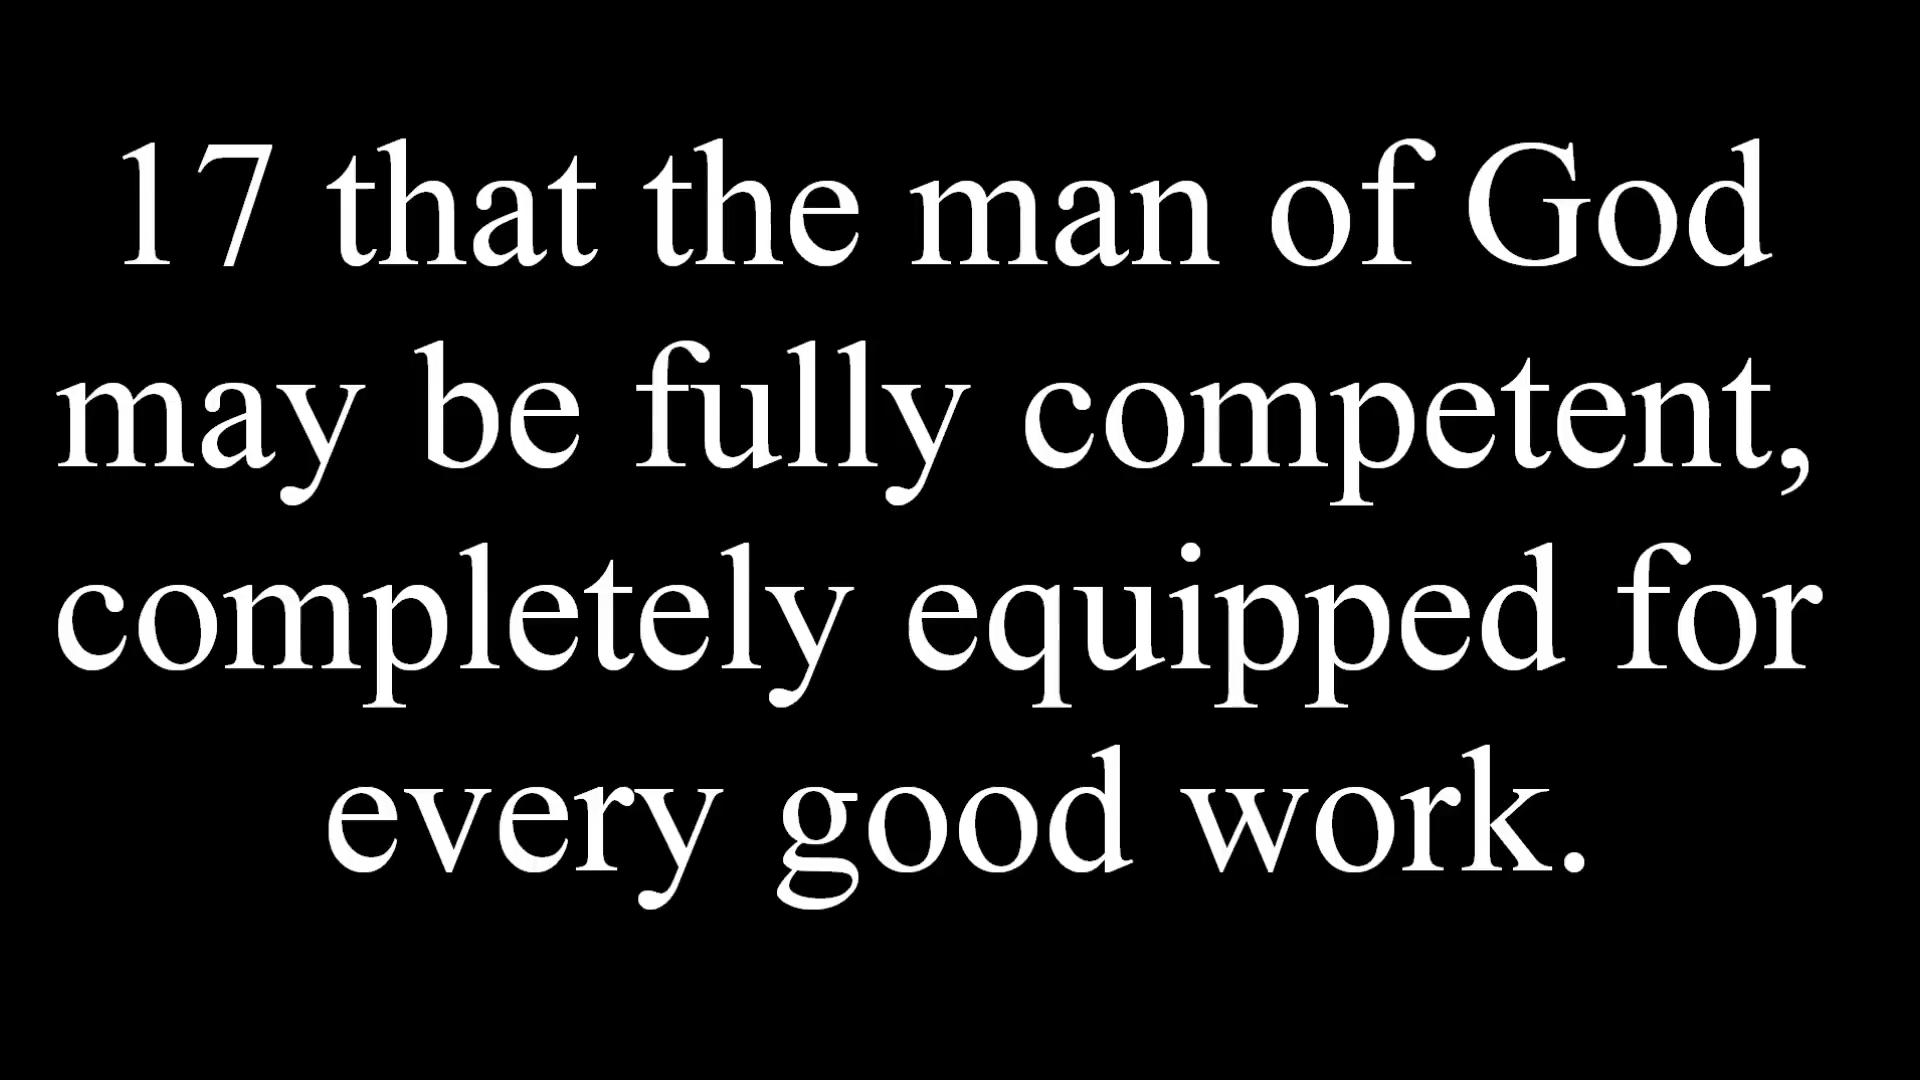 17 that the man of God
may be fully competent,
completely equipped for
every good work.